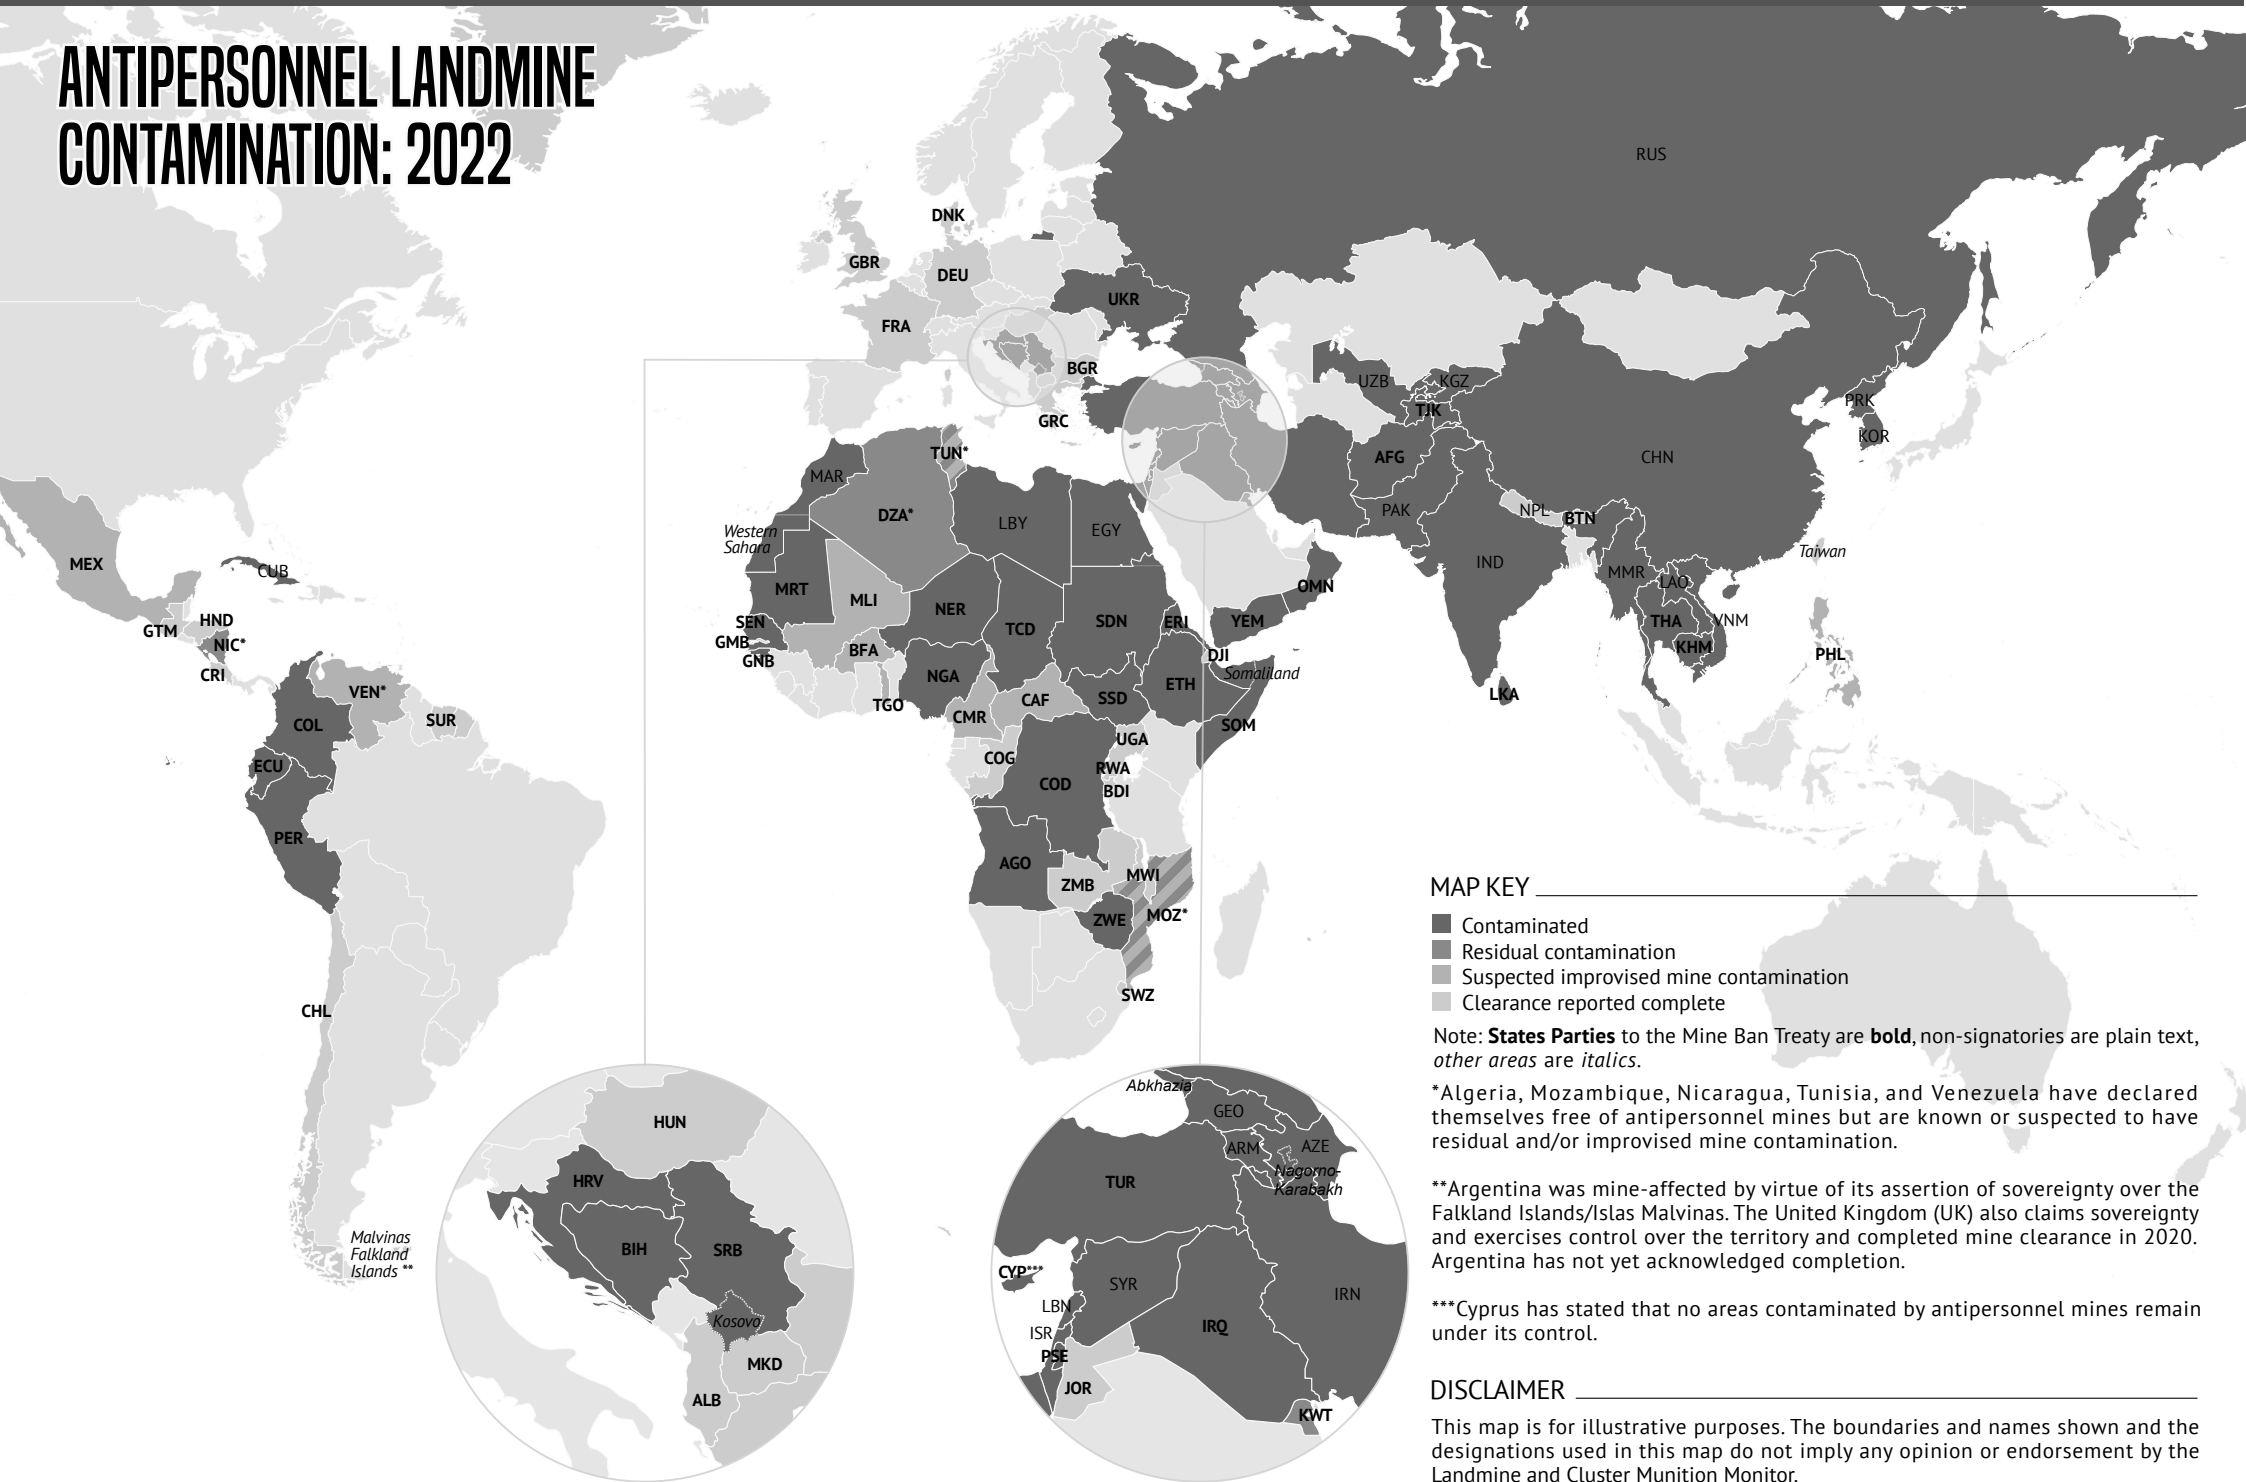 ANTIPERSONNEL LANDMINE
CONTAMINATION: 2022
RUS
DNK
GBR
DEU
UKR
FRA
BGR
GRC
UZB
KGZ
TJK
PRK
KOR
TUN*
MAR
AFG
CHN
DZA*
LBY
EGY
PAK
NPL
BTN
Western
Sahara
Taiwan
MEX
CUB
IND
MMR
LAO
OMN
MRT
MLI
NER
TCD
SDN
ERI
YEM
THA
VNM
KHM
SEN
GMB
GNB
BFA
HND
GTM
NIC*
CRI
DJI
Somaliland
PHL
NGA
ETH
LKA
VEN*
COL
SUR
TGO
CMR
CAF
SSD
SOM
UGA
COG
RWA
COD
BDI
ECU
PER
AGO
ZMB
MWI
ZWE
MOZ*
SWZ
CHL
Malvinas
Falkland
Islands **
HUN
HRV
BIH
SRB
Kosovo
MKD
ALB
Abkhazia
GEO
ARM
AZE
Nagorno-
Karabakh
TUR
CYP***
SYR
LBN
ISR
PSE
JOR
IRQ
IRN
KWT
MAP KEY
Contaminated
Residual contamination
Suspected improvised mine contamination
Clearance reported complete
Note: States Parties to the Mine Ban Treaty are bold, non-signatories are plain text,
other areas are italics.
*Algeria, Mozambique, Nicaragua, Tunisia, and Venezuela have declared
themselves free of antipersonnel mines but are known or suspected to have
residual and/or improvised mine contamination.
**Argentina was mine-affected by virtue of its assertion of sovereignty over the
Falkland Islands/Islas Malvinas. The United Kingdom (UK) also claims sovereignty
and exercises control over the territory and completed mine clearance in 2020.
Argentina has not yet acknowledged completion.
***Cyprus has stated that no areas contaminated by antipersonnel mines remain
under its control.
DISCLAIMER
This map is for illustrative purposes. The boundaries and names shown and the
designations used in this map do not imply any opinion or endorsement by the
Landmine and Cluster Munition Monitor.